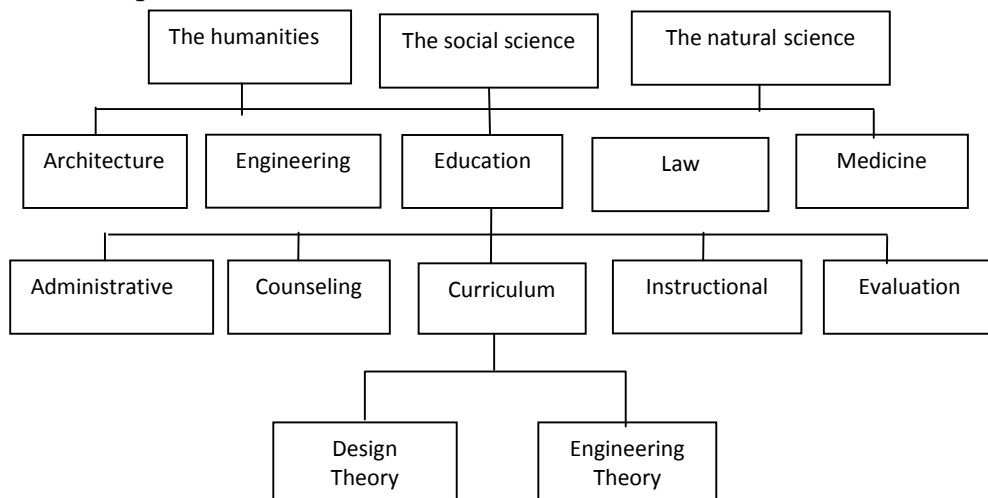 The humanities
The social science
The natural science
Architecture
Engineering
Education
Law
Medicine
Administrative
Counseling
Curriculum
Instructional
Evaluation
Design
Theory
Engineering
Theory